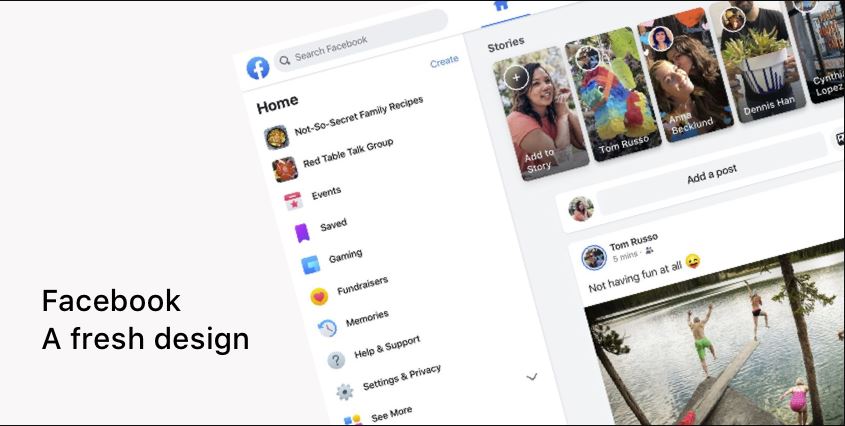 Search Facebook
Home
Create
Not-So-Secret Family Recipes
Red Table Talk Group
Events
Saved
Gaming
Fundraisers
Memories
Help & Support
Settings & Privacy
See More
Stories
Add to
Story
Tom Russo
Anna
Becklund
Dennis Han
Cynthia
Lopez
Add a post
Tom Russo
5 mins ·
Not having fun at all 😜
Facebook
A fresh design